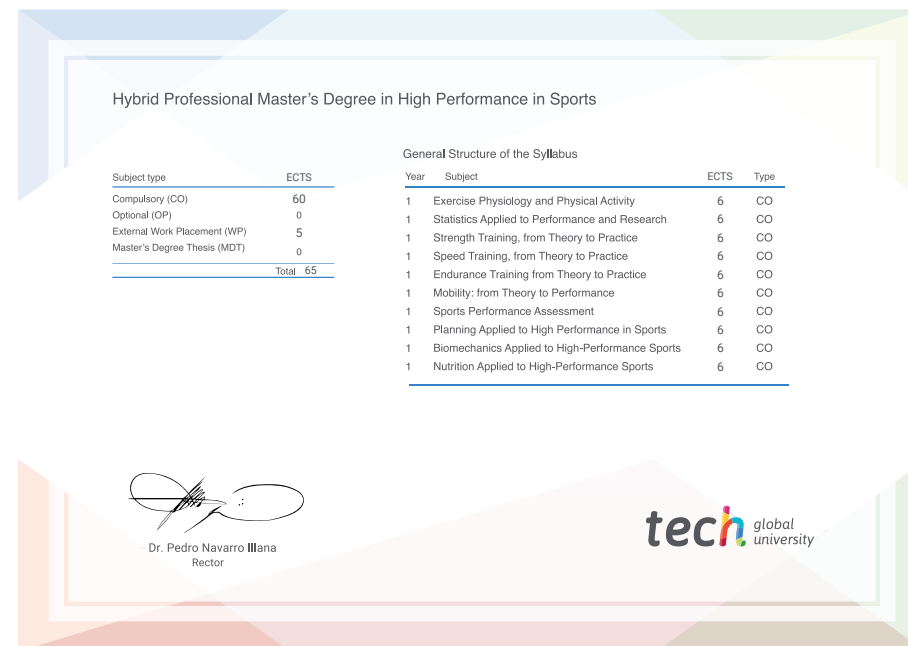 Hybrid Professional Master's Degree in High Performance in Sports
Subject type ECTS
Compulsory (CO) 60
Optional (OP) 0
External Work Placement (WP) 5
Master's Degree Thesis (MDT) 0
Total 65
General Structure of the Syllabus
Year Subject ECTS Type
1 Exercise Physiology and Physical Activity 6 CO
1 Statistics Applied to Performance and Research 6 CO
1 Strength Training, from Theory to Practice 6 CO
1 Speed Training, from Theory to Practice 6 CO
1 Endurance Training from Theory to Practice 6 CO
1 Mobility: from Theory to Performance 6 CO
1 Sports Performance Assessment 6 CO
1 Planning Applied to High Performance in Sports 6 CO
1 Biomechanics Applied to High-Performance Sports 6 CO
1 Nutrition Applied to High-Performance Sports 6 CO
Dr. Pedro Navarro Illana
Rector
tech global
university